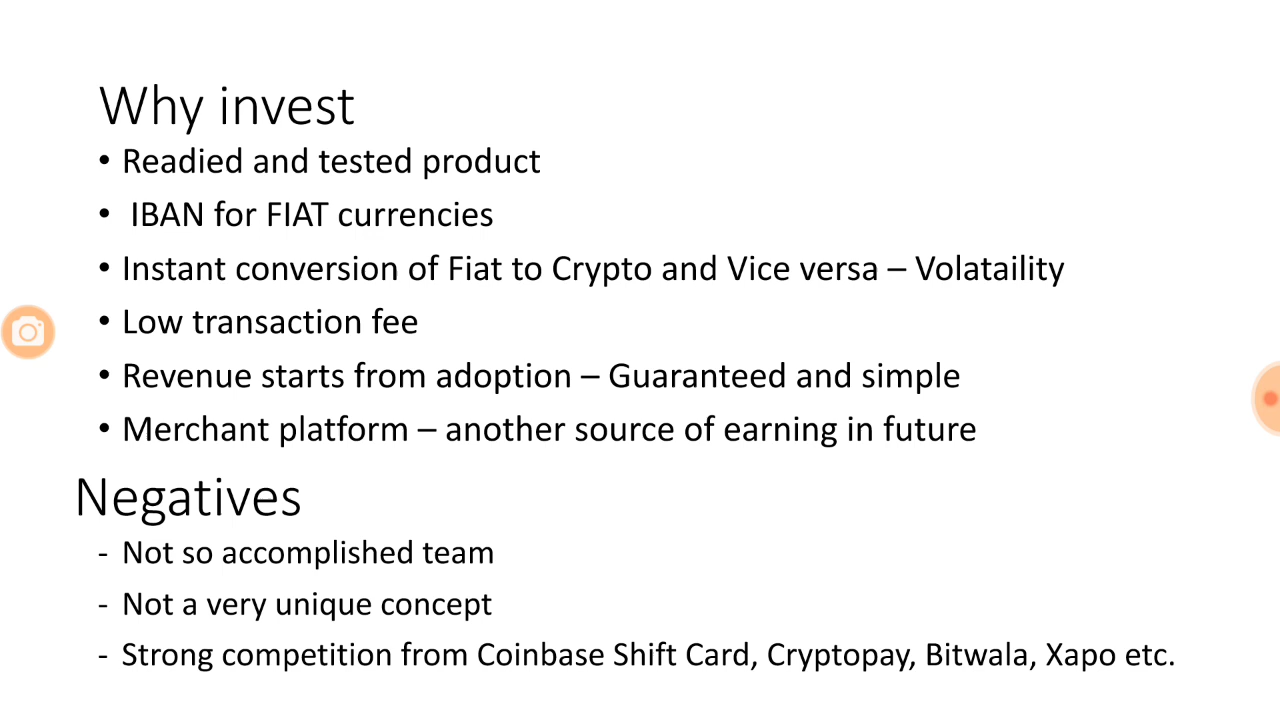 Why invest
• Readied and tested product
• IBAN for FIAT currencies
• Instant conversion of Fiat to Crypto and Vice versa – Volataility
• Low transaction fee
• Revenue starts from adoption – Guaranteed and simple
• Merchant platform – another source of earning in future
Negatives
- Not so accomplished team
- Not a very unique concept
- Strong competition from Coinbase Shift Card, Cryptopay, Bitwala, Xapo etc.